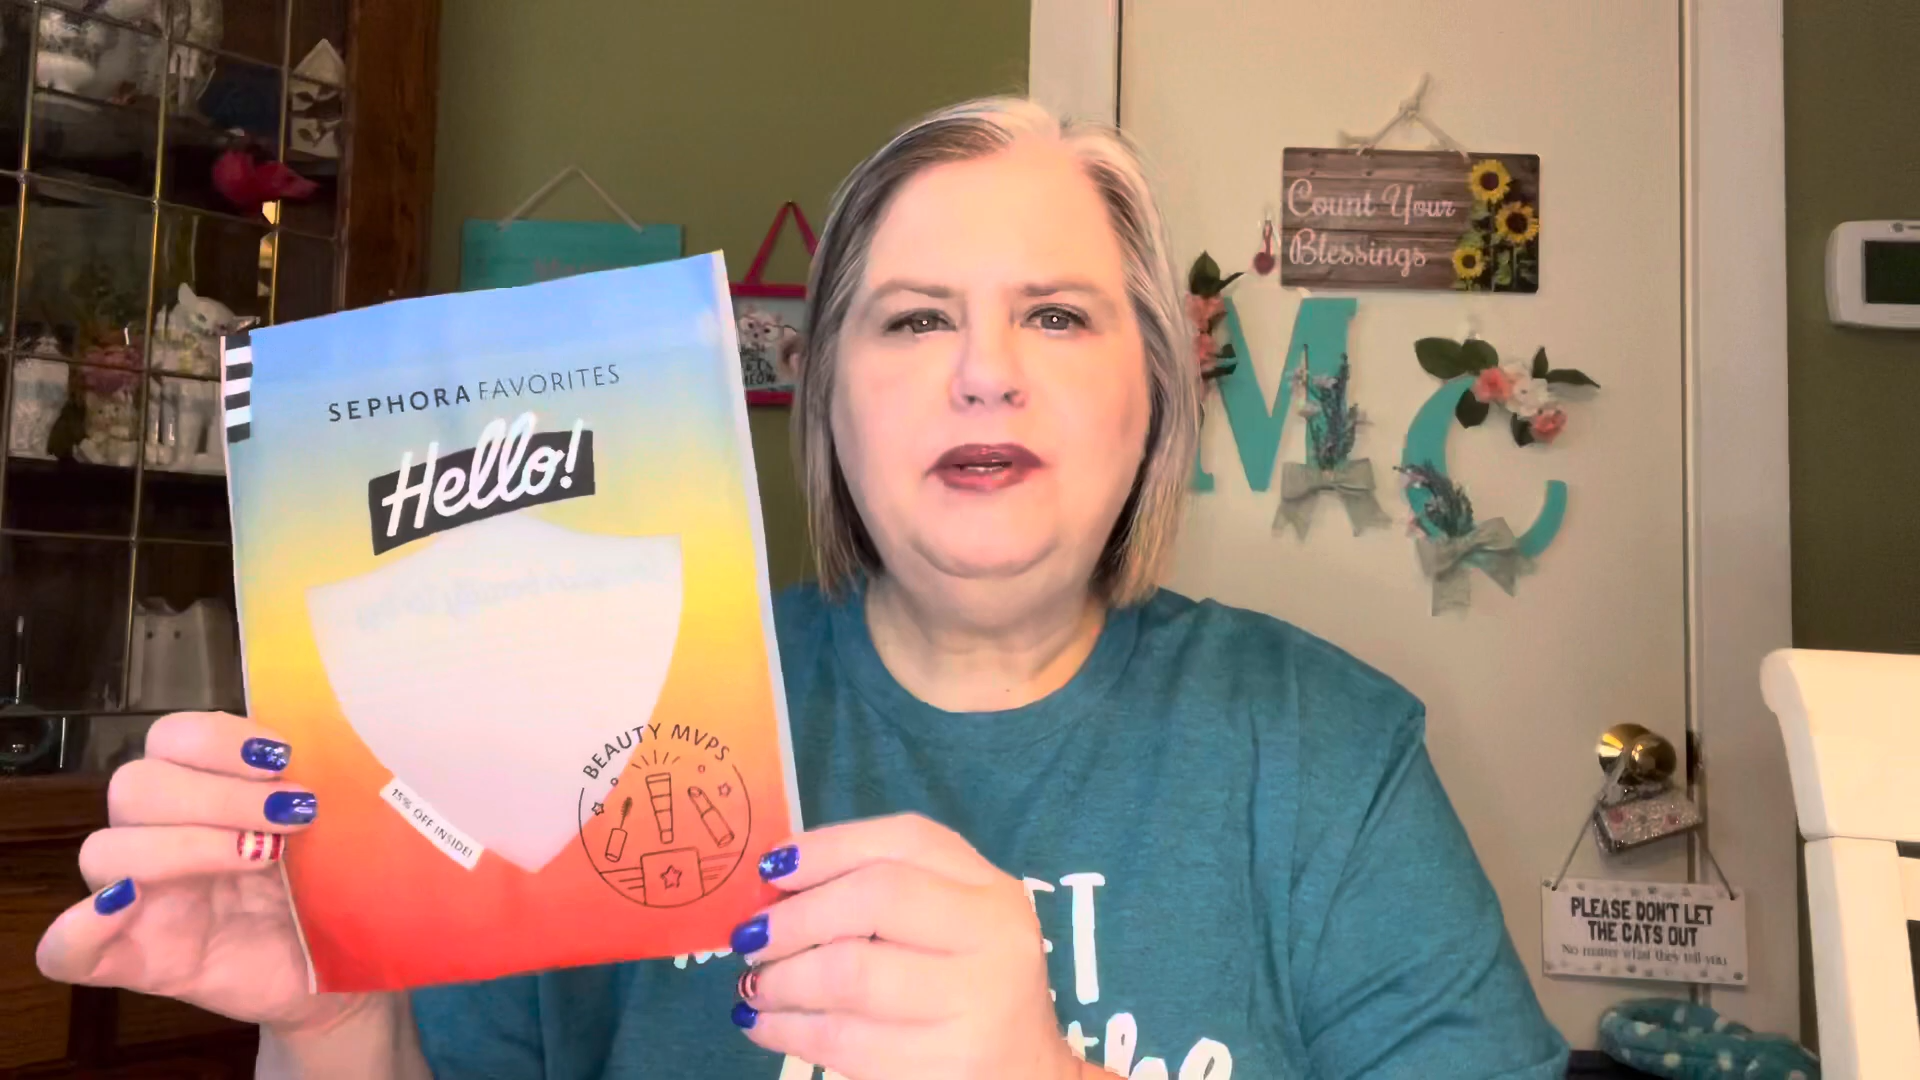 SEPHORA FAVORITES
Hello!
15% OFF INSIDE!
BEAUTY MVPS
Count Your
Blessings
M C
PLEASE DON'T LET
THE CATS OUT
No matter what they tell you
the